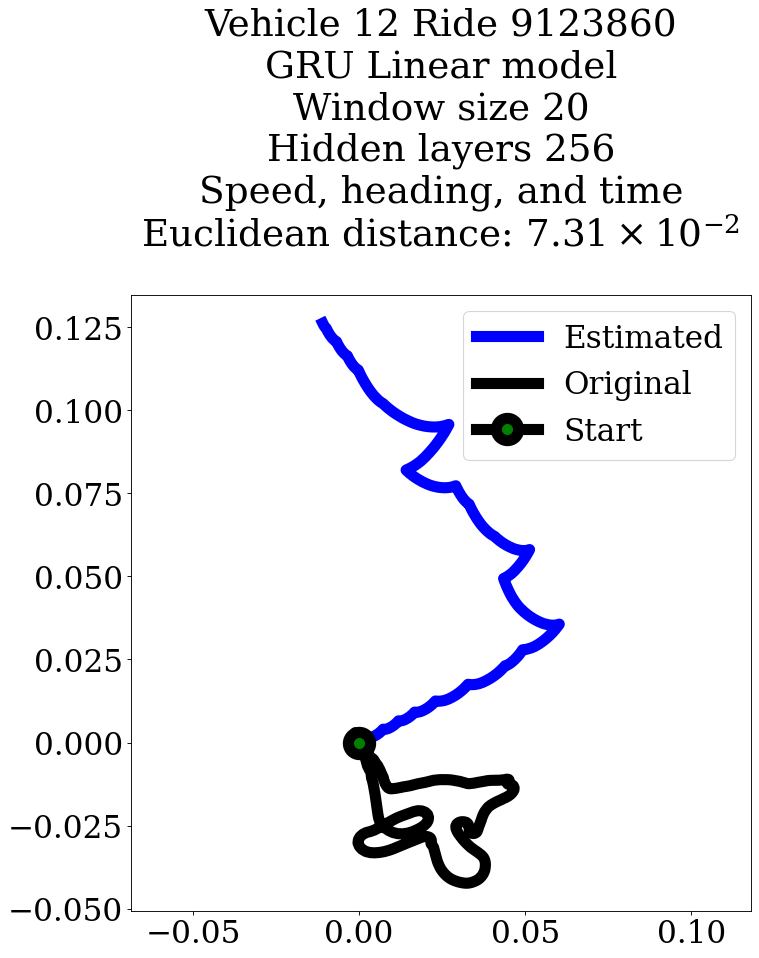 Vehicle 12 Ride 9123860
GRU Linear model
Window size 20
Hidden layers 256
Speed, heading, and time
Euclidean distance: 7.31 × 10⁻²
Estimated
Original
Start
0.125
0.100
0.075
0.050
0.025
0.000
−0.025
−0.050
−0.05 0.00 0.05 0.10